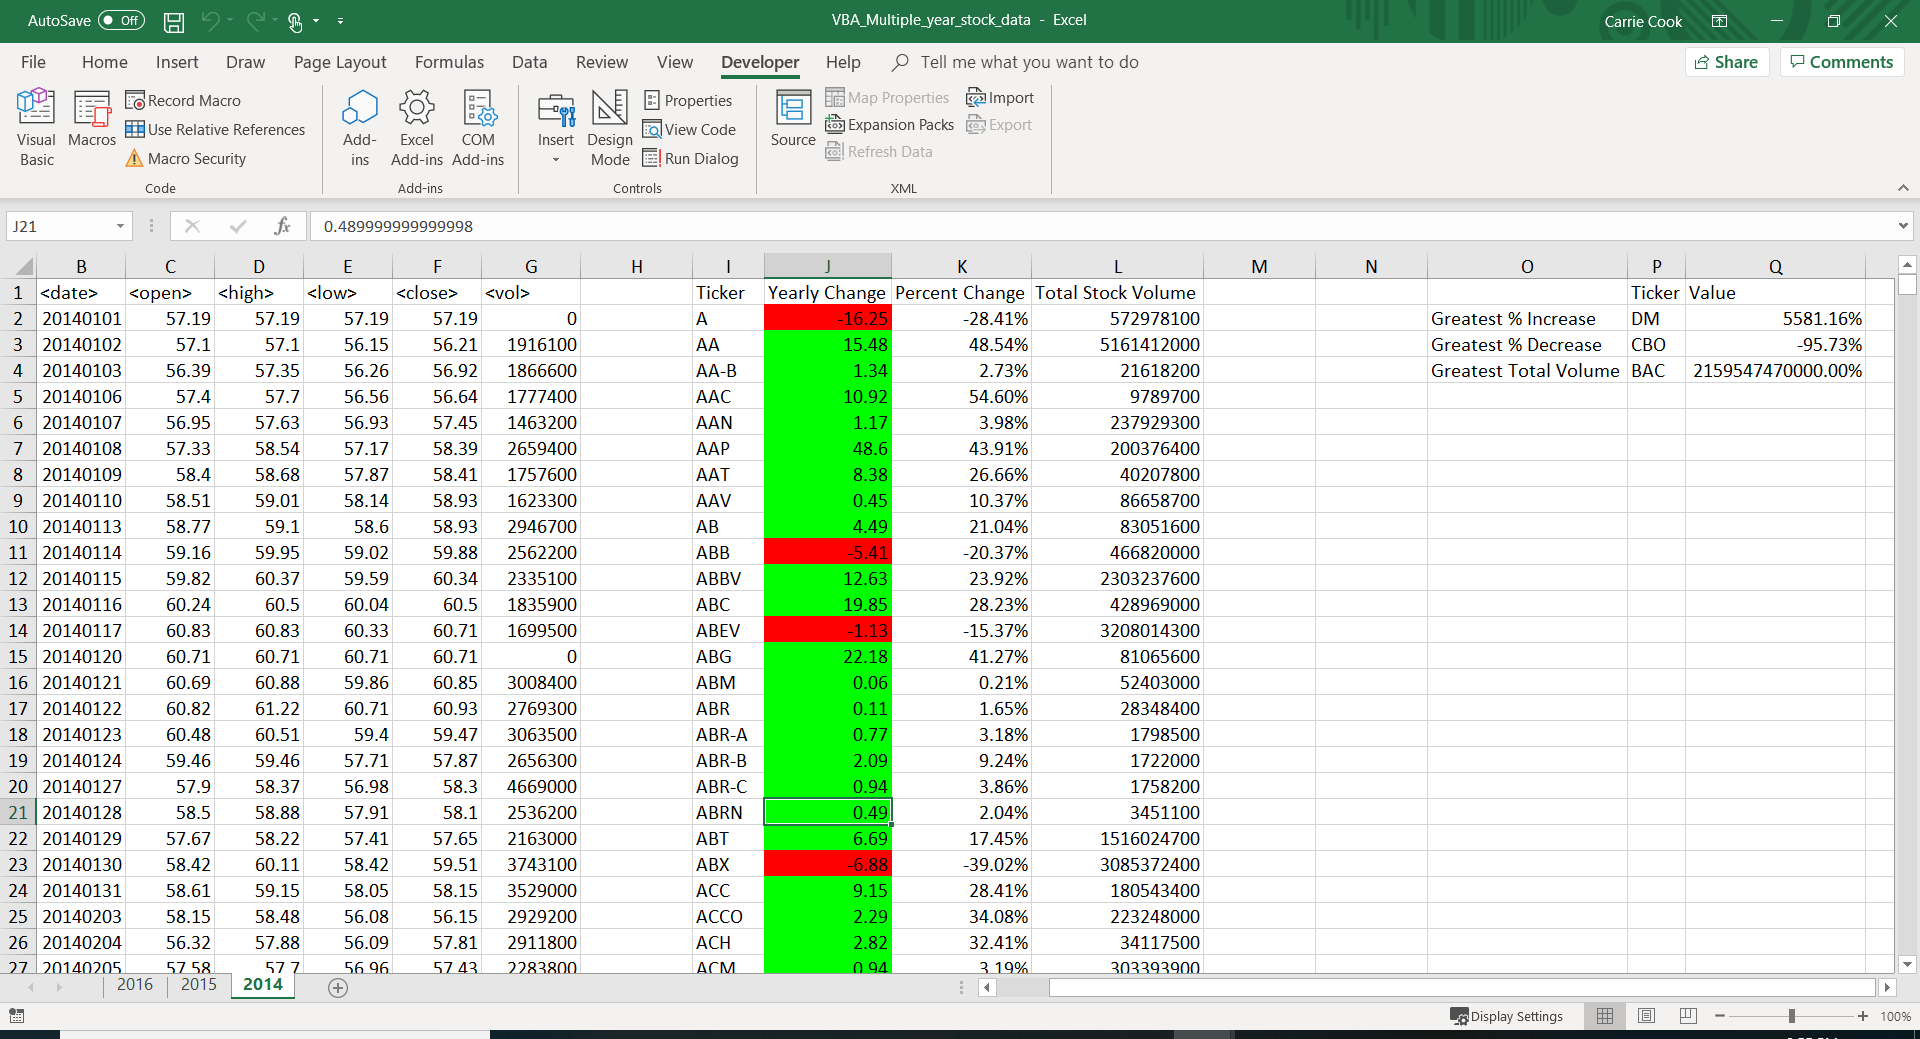 AutoSave Off VBA_Multiple_year_stock_data - Excel Carrie Cook
File Home Insert Draw Page Layout Formulas Data Review View Developer Help Tell me what you want to do Share Comments
Visual Basic
Macros
Record Macro
Use Relative References
Macro Security
Code
Add-ins
Excel Add-ins
COM Add-ins
Add-ins
Insert
Design Mode
Properties
View Code
Run Dialog
Controls
Source
Map Properties
Expansion Packs
Refresh Data
Import
Export
XML
J21 fx 0.489999999999998
B C D E F G H I J K L M N O P Q
1 <date> <open> <high> <low> <close> <vol> Ticker Yearly Change Percent Change Total Stock Volume Ticker Value
2 20140101 57.19 57.19 57.19 57.19 0 A -16.25 -28.41% 572978100 Greatest % Increase DM 5581.16%
3 20140102 57.1 57.1 56.15 56.21 1916100 AA 15.48 48.54% 5161412000 Greatest % Decrease CBO -95.73%
4 20140103 56.39 57.35 56.26 56.92 1866600 AA-B 1.34 2.73% 21618200 Greatest Total Volume BAC 2159547470000.00%
5 20140106 57.4 57.7 56.56 56.64 1777400 AAC 10.92 54.60% 9789700
6 20140107 56.95 57.63 56.93 57.45 1463200 AAN 1.17 3.98% 237929300
7 20140108 57.33 58.54 57.17 58.39 2659400 AAP 48.6 43.91% 200376400
8 20140109 58.4 58.68 57.87 58.41 1757600 AAT 8.38 26.66% 40207800
9 20140110 58.51 59.01 58.14 58.93 1623300 AAV 0.45 10.37% 86658700
10 20140113 58.77 59.1 58.6 58.93 2946700 AB 4.49 21.04% 83051600
11 20140114 59.16 59.95 59.02 59.88 2562200 ABB -5.41 -20.37% 466820000
12 20140115 59.82 60.37 59.59 60.34 2335100 ABBV 12.63 23.92% 2303237600
13 20140116 60.24 60.5 60.04 60.5 1835900 ABC 19.85 28.23% 428969000
14 20140117 60.83 60.83 60.33 60.71 1699500 ABEV -1.13 -15.37% 3208014300
15 20140120 60.71 60.71 60.71 60.71 0 ABG 22.18 41.27% 81065600
16 20140121 60.69 60.88 59.86 60.85 3008400 ABM 0.06 0.21% 52403000
17 20140122 60.82 61.22 60.71 60.93 2769300 ABR 0.11 1.65% 28348400
18 20140123 60.48 60.51 59.4 59.47 3063500 ABR-A 0.77 3.18% 1798500
19 20140124 59.46 59.46 57.71 57.87 2656300 ABR-B 2.09 9.24% 1722000
20 20140127 57.9 58.37 56.98 58.3 4669000 ABR-C 0.94 3.86% 1758200
21 20140128 58.5 58.88 57.91 58.1 2536200 ABRN 0.49 2.04% 3451100
22 20140129 57.67 58.22 57.41 57.65 2163000 ABT 6.69 17.45% 1516024700
23 20140130 58.42 60.11 58.42 59.51 3743100 ABX -6.88 -39.02% 3085372400
24 20140131 58.61 59.15 58.05 58.15 3529000 ACC 9.15 28.41% 180543400
25 20140203 58.15 58.48 56.08 56.15 2929200 ACCO 2.29 34.08% 223248000
26 20140204 56.32 57.88 56.09 57.81 2911800 ACH 2.82 32.41% 34117500
27 20140205 57.58 57.7 56.96 57.43 2283800 ACM 0.94 3.19% 303393900
2016 2015 2014
Display Settings 100%